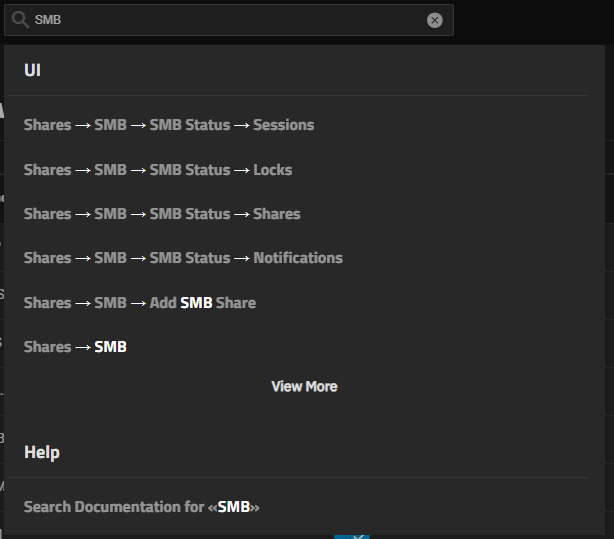 SMB
UI
Shares → SMB → SMB Status → Sessions
Shares → SMB → SMB Status → Locks
Shares → SMB → SMB Status → Shares
Shares → SMB → SMB Status → Notifications
Shares → SMB → Add SMB Share
Shares → SMB
View More
Help
Search Documentation for «SMB»